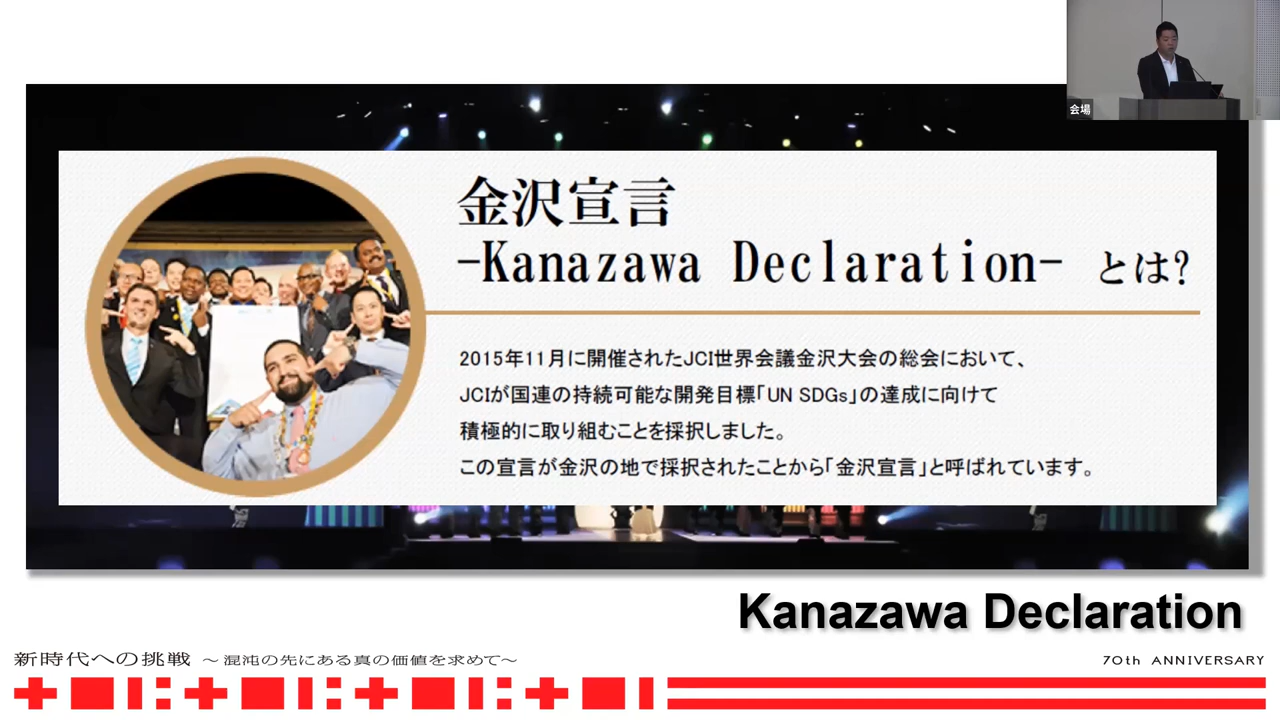 会場
金沢宣言
-Kanazawa Declaration- とは?
2015年11月に開催されたJCI世界会議金沢大会の総会において、
JCIが国連の持続可能な開発目標「UN SDGs」の達成に向けて
積極的に取り組むことを採択しました。
この宣言が金沢の地で採択されたことから「金沢宣言」と呼ばれています。
Kanazawa Declaration
新時代への挑戦 ～混沌の先にある真の価値を求めて～
70th ANNIVERSARY